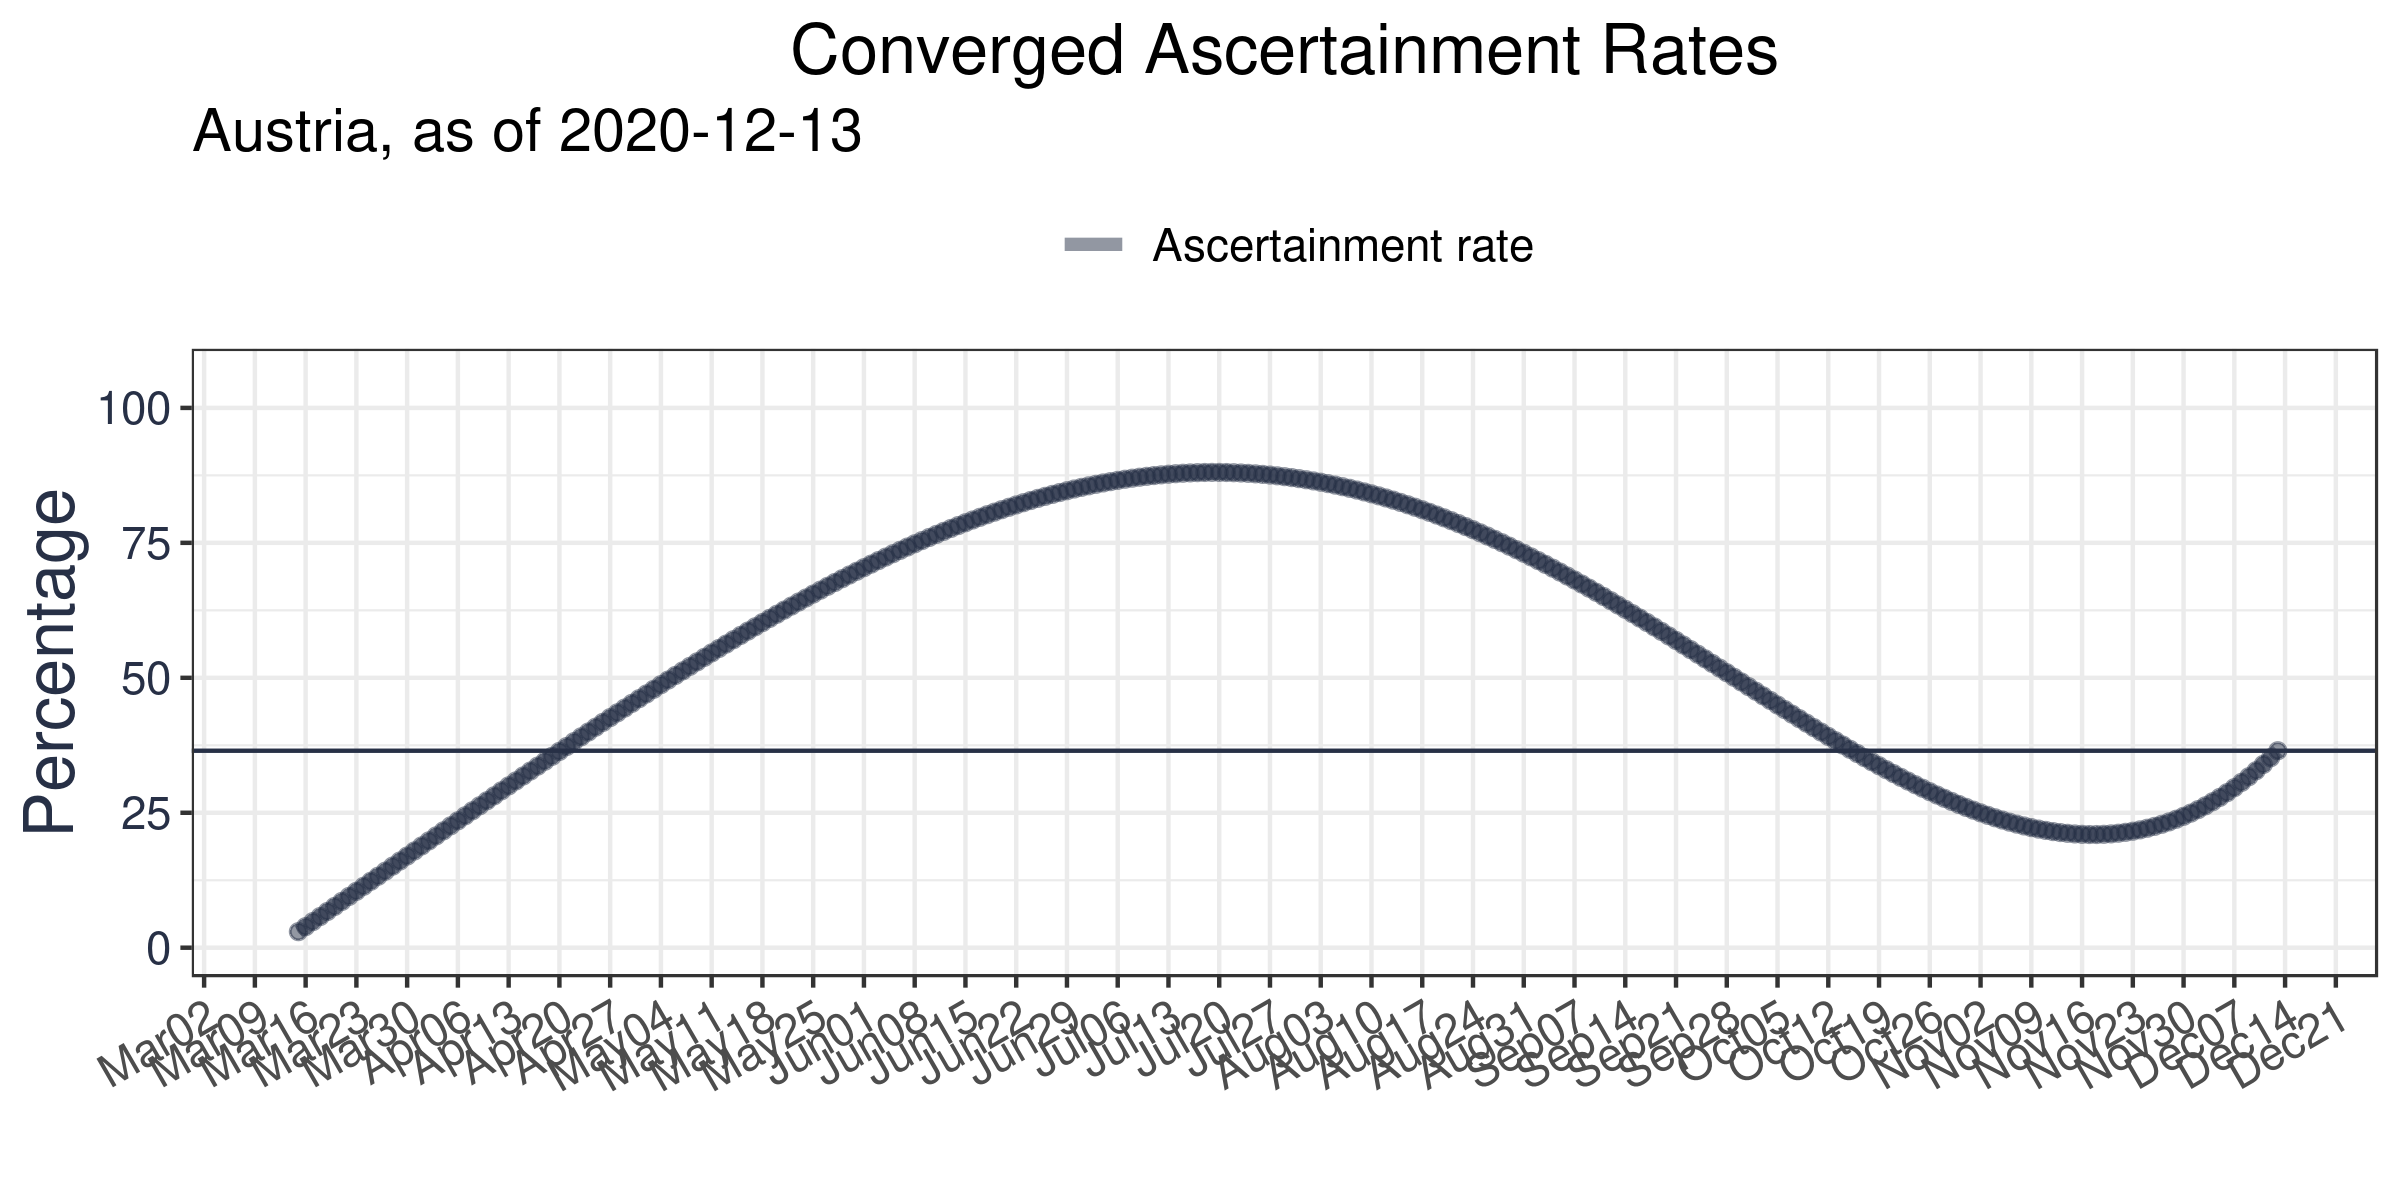 Converged Ascertainment Rates
Austria, as of 2020-12-13
Ascertainment rate
Percentage
100
75
50
25
0
Mar02
Mar09
Mar16
Mar23
Mar30
Apr06
Apr13
Apr20
Apr27
May04
May11
May18
May25
Jun01
Jun08
Jun15
Jun22
Jun29
Jul06
Jul13
Jul20
Jul27
Aug03
Aug10
Aug17
Aug24
Aug31
Sep07
Sep14
Sep21
Sep28
Oct05
Oct12
Oct19
Oct26
Nov02
Nov09
Nov16
Nov23
Nov30
Dec07
Dec14
Dec21